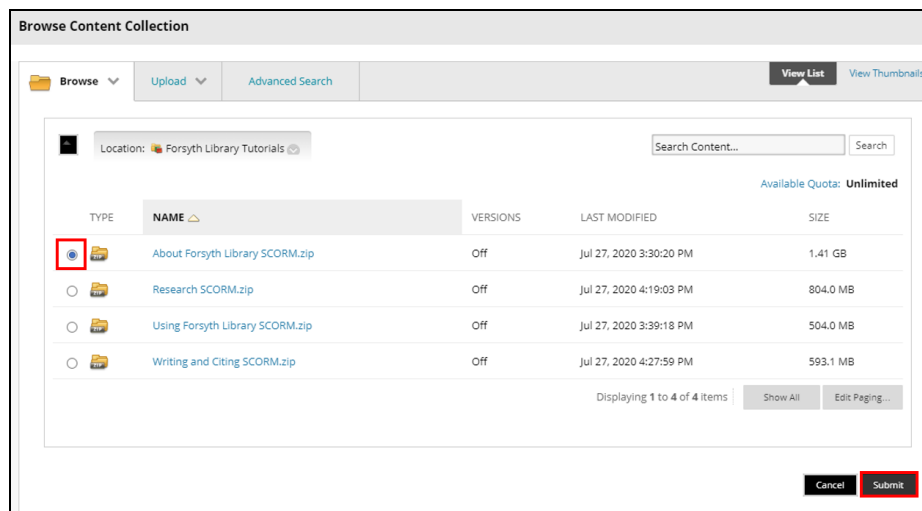 Browse Content Collection
Browse Upload Advanced Search View List View Thumbnails
Location: Forsyth Library Tutorials Search Content... Search
Available Quota: Unlimited
TYPE NAME VERSIONS LAST MODIFIED SIZE
About Forsyth Library SCORM.zip Off Jul 27, 2020 3:30:20 PM 1.41 GB
Research SCORM.zip Off Jul 27, 2020 4:19:03 PM 804.0 MB
Using Forsyth Library SCORM.zip Off Jul 27, 2020 3:39:18 PM 504.0 MB
Writing and Citing SCORM.zip Off Jul 27, 2020 4:27:59 PM 593.1 MB
Displaying 1 to 4 of 4 items Show All Edit Paging...
Cancel Submit